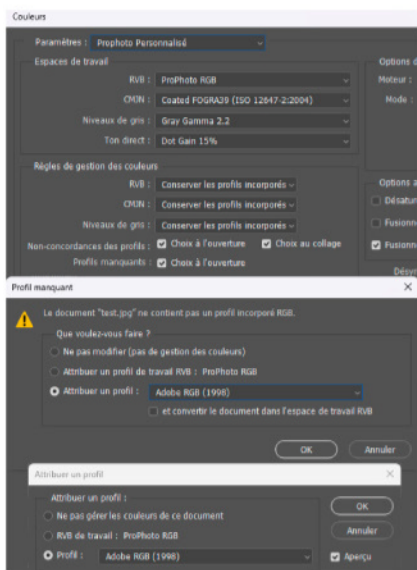 Couleurs
Paramètres : Prophoto Personnalisé
Espaces de travail
Options d
RVB : ProPhoto RGB
Moteur :
CMJN : Coated FOGRA39 (ISO 12647-2:2004)
Mode :
Niveaux de gris : Gray Gamma 2.2
Ton direct : Dot Gain 15%
Règles de gestion des couleurs
RVB : Conserver les profils incorporés
Options a
CMJN : Conserver les profils incorporés
Désatur
Niveaux de gris : Conserver les profils incorporés
Fusionn
Non-concordances des profils : Choix à l'ouverture Choix au collage
Fusionn
Profils manquants : Choix à l'ouverture
Désyn
Profil manquant
Le document "test.jpg" ne contient pas un profil incorporé RGB.
Que voulez-vous faire ?
Ne pas modifier (pas de gestion des couleurs)
Attribuer un profil de travail RVB : ProPhoto RGB
Attribuer un profil : Adobe RGB (1998)
et convertir le document dans l'espace de travail RVB
OK Annuler
Attribuer un profil
Attribuer un profil :
OK
Ne pas gérer les couleurs de ce document
Annuler
RVB de travail : ProPhoto RGB
Profil : Adobe RGB (1998)
Aperçu